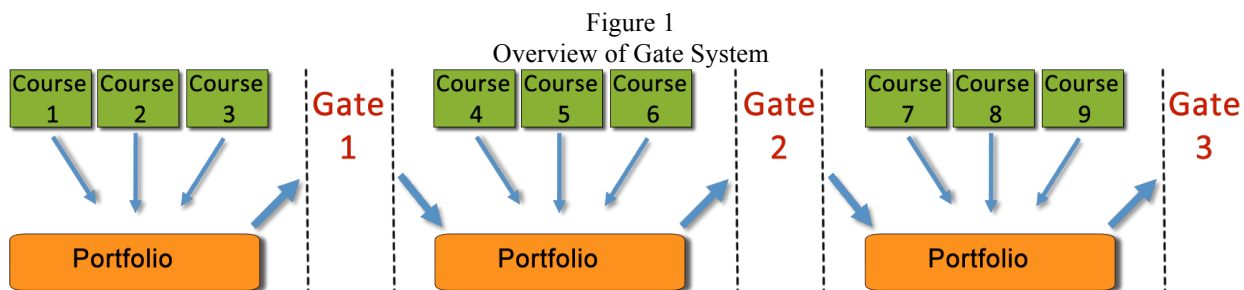 Figure 1
Overview of Gate System
Course 1
Course 2
Course 3
Gate 1
Course 4
Course 5
Course 6
Gate 2
Course 7
Course 8
Course 9
Gate 3
Portfolio
Portfolio
Portfolio